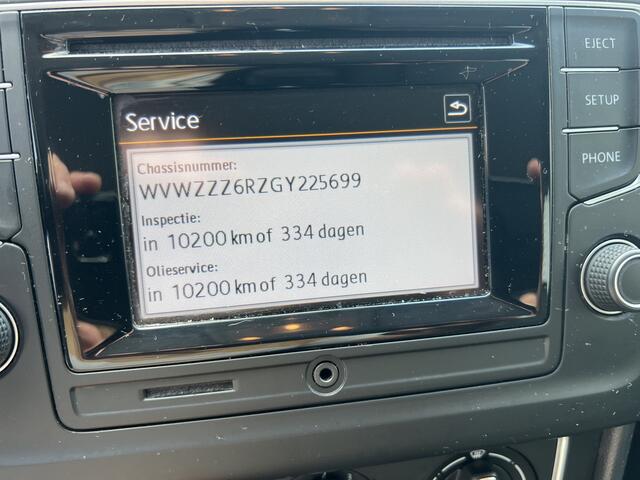 EJECT
SETUP
PHONE
Service
Chassisnummer:
WVWZZZ6RZGY225699
Inspectie:
in 10200 km of 334 dagen
Olieservice:
in 10200 km of 334 dagen